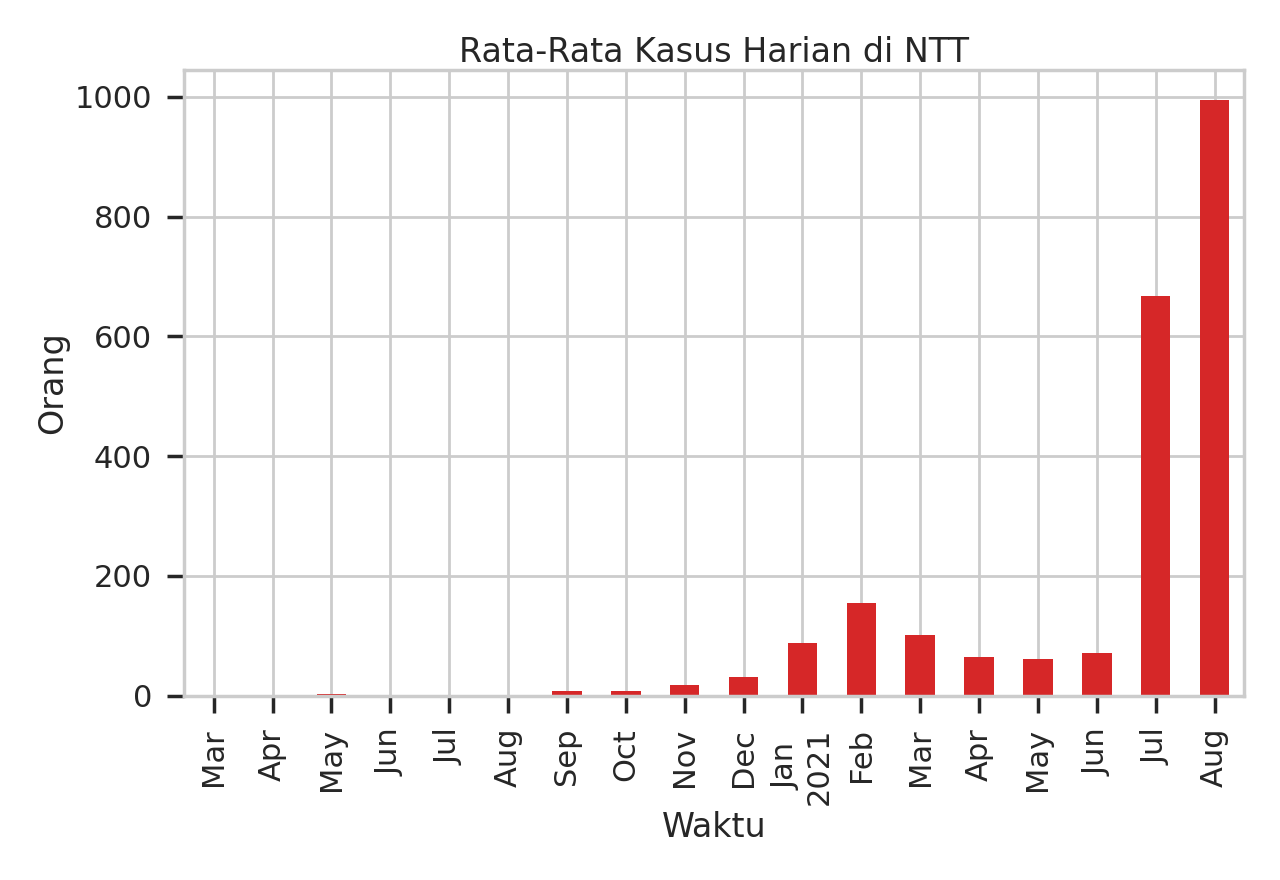 Rata-Rata Kasus Harian di NTT
1000
800
600
400
200
0
Orang
Mar
Apr
May
Jun
Jul
Aug
Sep
Oct
Nov
Dec
Jan
2021
Feb
Mar
Apr
May
Jun
Jul
Aug
Waktu